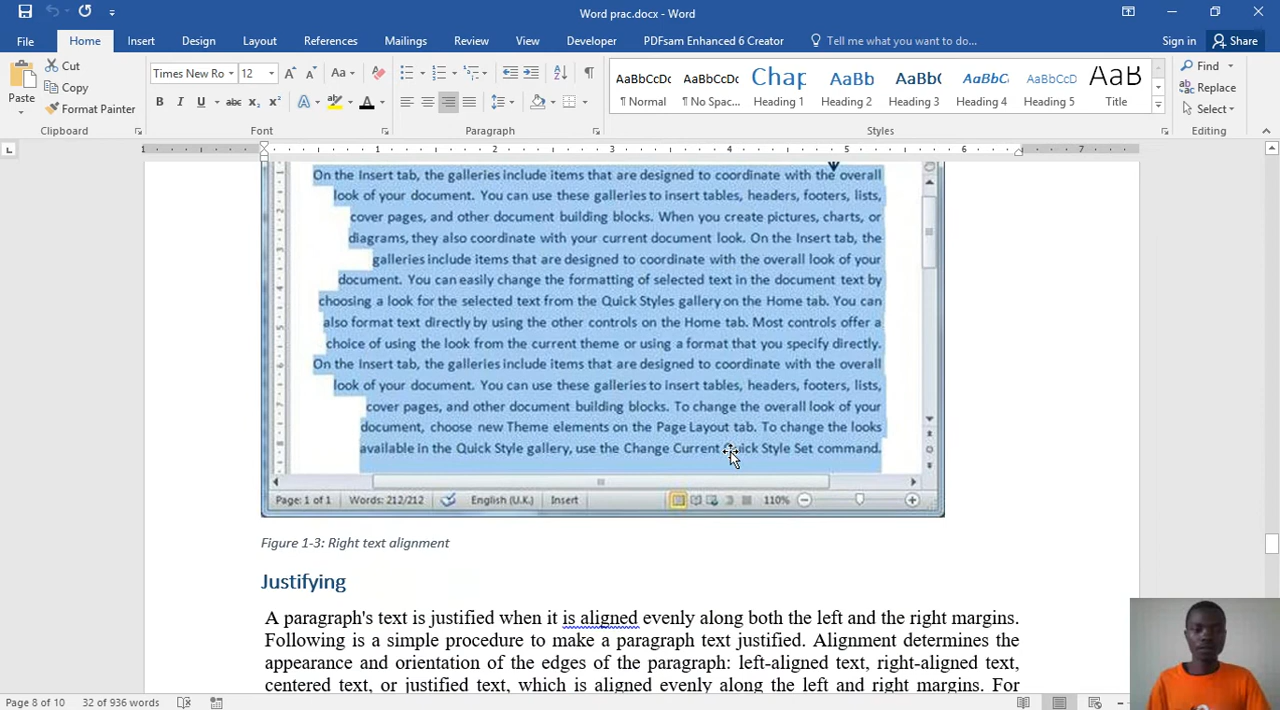 Word prac.docx - Word
File Home Insert Design Layout References Mailings Review View Developer PDFsam Enhanced 6 Creator Tell me what you want to do... Sign in Share
Paste
Cut
Copy
Format Painter
Clipboard
Times New Ro 12 Aa
B I U abc X₂ X² A A
Font
Paragraph
AaBbCcDc AaBbCcDc Chap AaBb AaBb( AaBbC AaBbCcD AaB
¶ Normal ¶ No Spac... Heading 1 Heading 2 Heading 3 Heading 4 Heading 5 Title
Styles
Find
Replace
Select
Editing
1 1 2 3 4 5 6 7
On the Insert tab, the galleries include items that are designed to coordinate with the overall
look of your document. You can use these galleries to insert tables, headers, footers, lists,
cover pages, and other document building blocks. When you create pictures, charts, or
diagrams, they also coordinate with your current document look. On the Insert tab, the
galleries include items that are designed to coordinate with the overall look of your
document. You can easily change the formatting of selected text in the document text by
choosing a look for the selected text from the Quick Styles gallery on the Home tab. You can
also format text directly by using the other controls on the Home tab. Most controls offer a
choice of using the look from the current theme or using a format that you specify directly.
On the Insert tab, the galleries include items that are designed to coordinate with the overall
look of your document. You can use these galleries to insert tables, headers, footers, lists,
cover pages, and other document building blocks. To change the overall look of your
document, choose new Theme elements on the Page Layout tab. To change the looks
available in the Quick Style gallery, use the Change Current Quick Style Set command.
Page: 1 of 1 Words: 212/212 English (U.K.) Insert 110%
Figure 1-3: Right text alignment
Justifying
A paragraph's text is justified when it is aligned evenly along both the left and the right margins.
Following is a simple procedure to make a paragraph text justified. Alignment determines the
appearance and orientation of the edges of the paragraph: left-aligned text, right-aligned text,
centered text, or justified text, which is aligned evenly along the left and right margins. For
Page 8 of 10 32 of 936 words